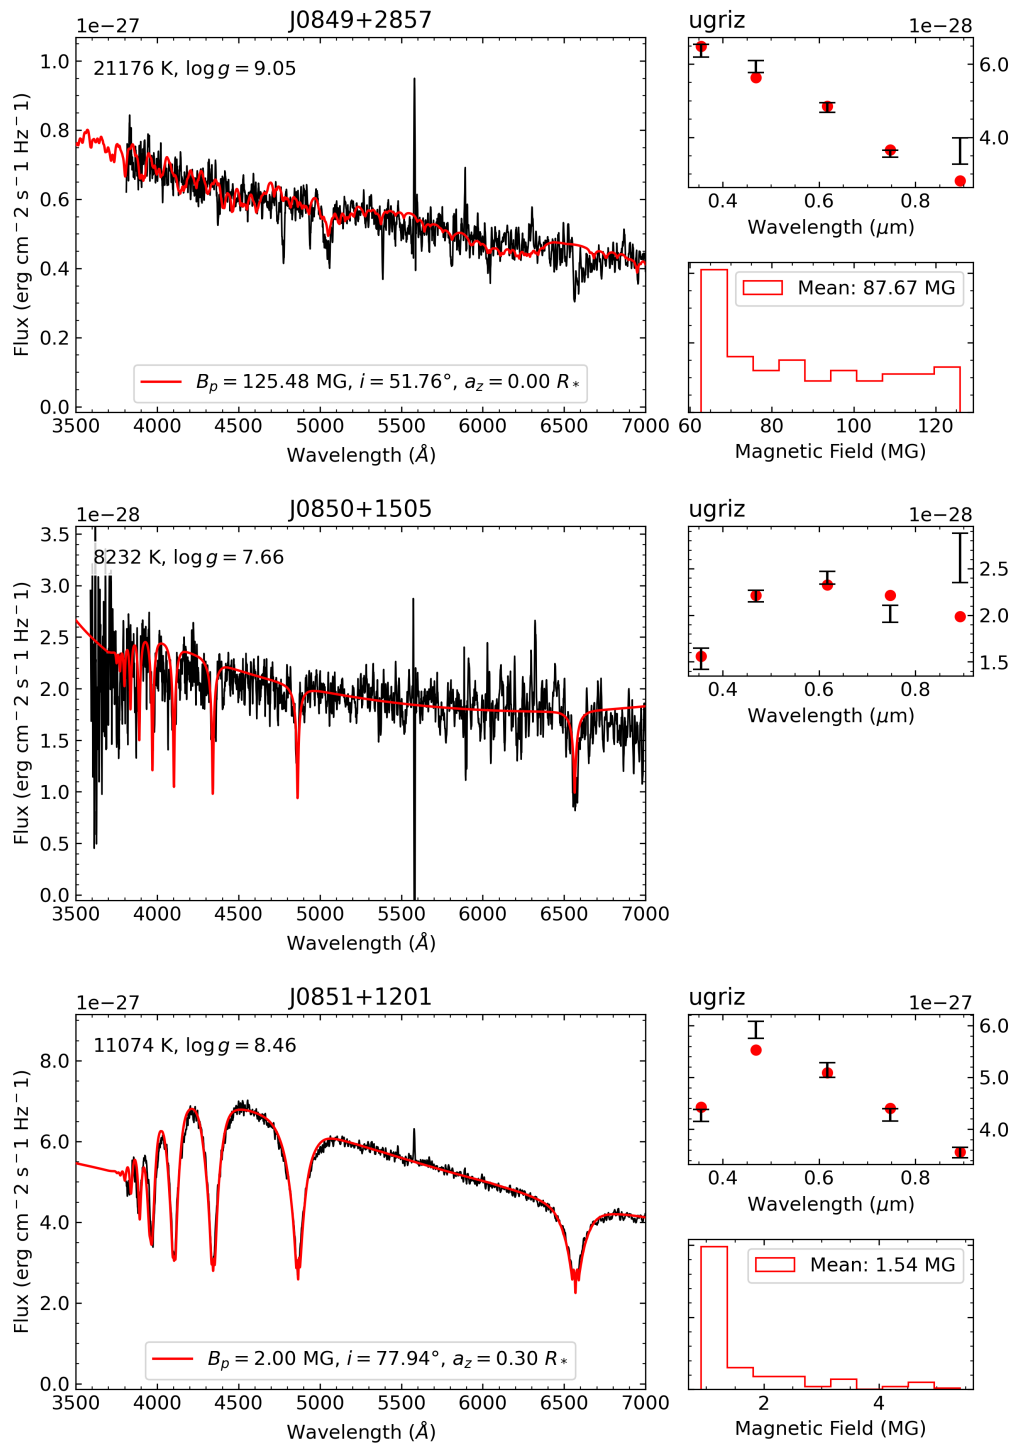 J0849+2857
1e−27
21176 K, log g = 9.05
1.0
0.8
0.6
0.4
0.2
0.0
Flux (erg cm − 2 s − 1 Hz − 1)
B_p = 125.48 MG, i = 51.76°, a_z = 0.00 R_*
3500 4000 4500 5000 5500 6000 6500 7000
Wavelength (Å)
ugriz
1e−28
6.0
4.0
0.4 0.6 0.8
Wavelength (μm)
Mean: 87.67 MG
60 80 100 120
Magnetic Field (MG)
J0850+1505
1e−28
8232 K, log g = 7.66
3.5
3.0
2.5
2.0
1.5
1.0
0.5
0.0
Flux (erg cm − 2 s − 1 Hz − 1)
3500 4000 4500 5000 5500 6000 6500 7000
Wavelength (Å)
ugriz
1e−28
2.5
2.0
1.5
0.4 0.6 0.8
Wavelength (μm)
J0851+1201
1e−27
11074 K, log g = 8.46
8.0
6.0
4.0
2.0
0.0
Flux (erg cm − 2 s − 1 Hz − 1)
B_p = 2.00 MG, i = 77.94°, a_z = 0.30 R_*
3500 4000 4500 5000 5500 6000 6500 7000
Wavelength (Å)
ugriz
1e−27
6.0
5.0
4.0
0.4 0.6 0.8
Wavelength (μm)
Mean: 1.54 MG
2 4
Magnetic Field (MG)